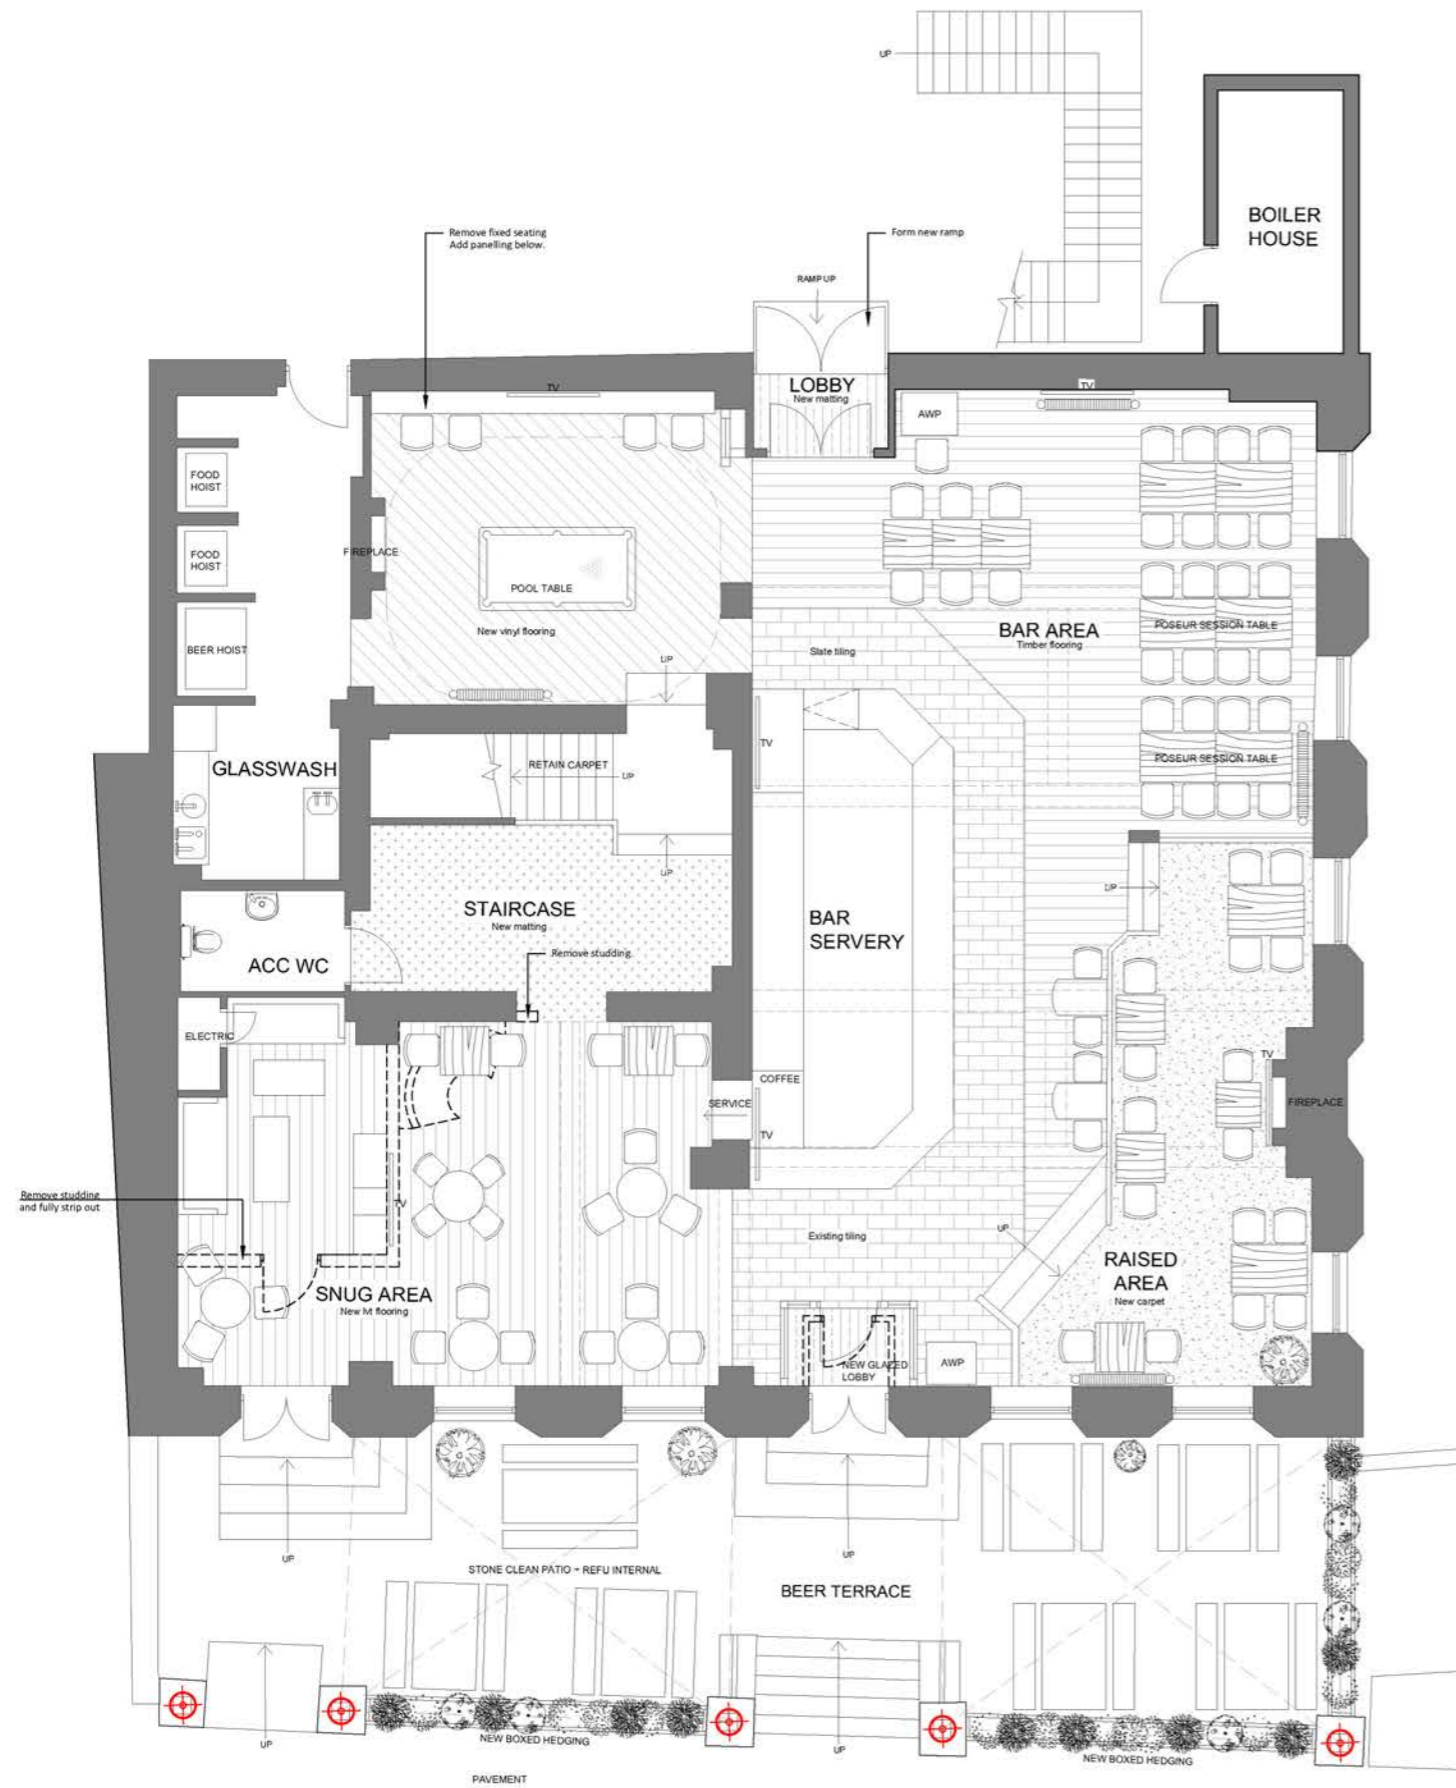 UP
BOILER
HOUSE
Remove fixed seating
Add panelling below.
Form new ramp
RAMP UP
TV
LOBBY
New matting
TV
AWP
FOOD
HOIST
FOOD
HOIST
FIREPLACE
POOL TABLE
New vinyl flooring
BEER HOIST
UP
Slate tiling
BAR AREA
Timber flooring
POSEUR SESSION TABLE
TV
POSEUR SESSION TABLE
GLASSWASH
RETAIN CARPET
UP
UP
UP
STAIRCASE
New matting
BAR
SERVERY
Remove studding
ACC WC
ELECTRIC
TV
COFFEE
SERVICE
FIREPLACE
TV
Remove studding
and fully strip out
TV
Existing tiling
UP
RAISED
AREA
New carpet
SNUG AREA
New lvt flooring
NEW GLAZED
LOBBY
AWP
UP
UP
STONE CLEAN PATIO + REFU INTERNAL
BEER TERRACE
UP
NEW BOXED HEDGING
UP
NEW BOXED HEDGING
PAVEMENT